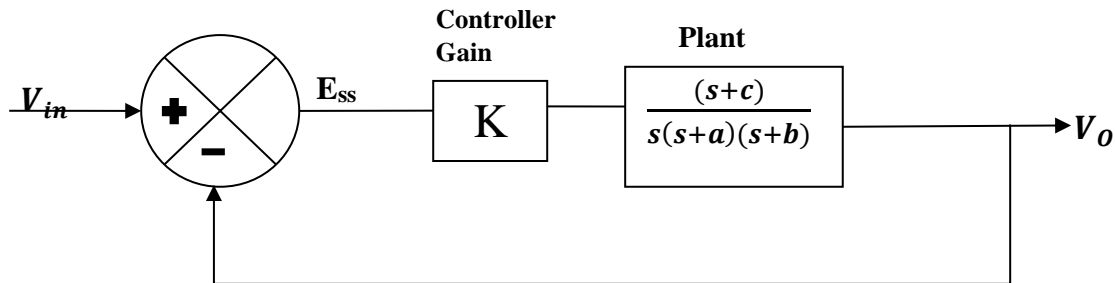 Controller
Gain
Plant
V_in
+
−
E_ss
K
(s+c)
s(s+a)(s+b)
V_O